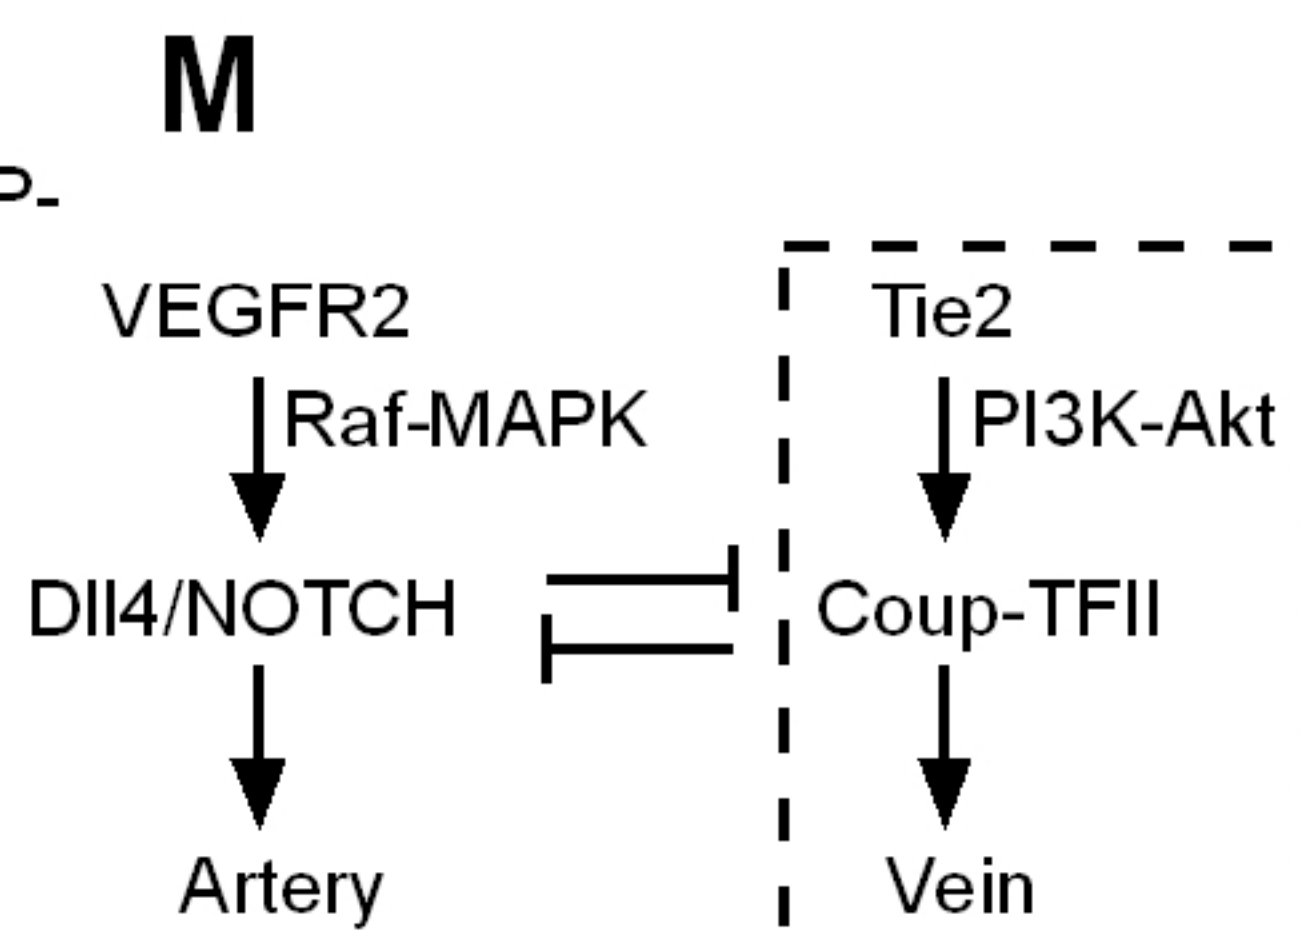 M
P-
VEGFR2
Tie2
Raf-MAPK
PI3K-Akt
Dll4/NOTCH
Coup-TFII
Artery
Vein